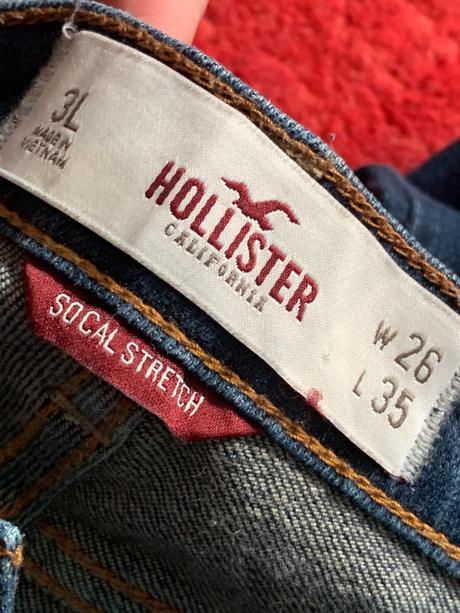 3L
MADE IN
VIETNAM
HOLLISTER
CALIFORNIA
W 26
L 35
SOCAL STRETCH